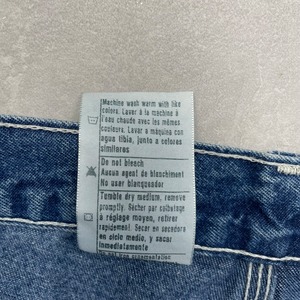 Machine wash warm with like
colors. Laver à la machine à
l'eau chaude avec les mêmes
couleurs. Lavar a máquina con
agua tibia, junto a colores
similares
Do not bleach
Aucun agent de blanchiment
No usar blanqueador
Tumble dry medium, remove
promptly. Sécher par culbutage
à réglage moyen, retirer
rapidement. Secar en secadora
en ciclo medio, y sacar
inmediatamente